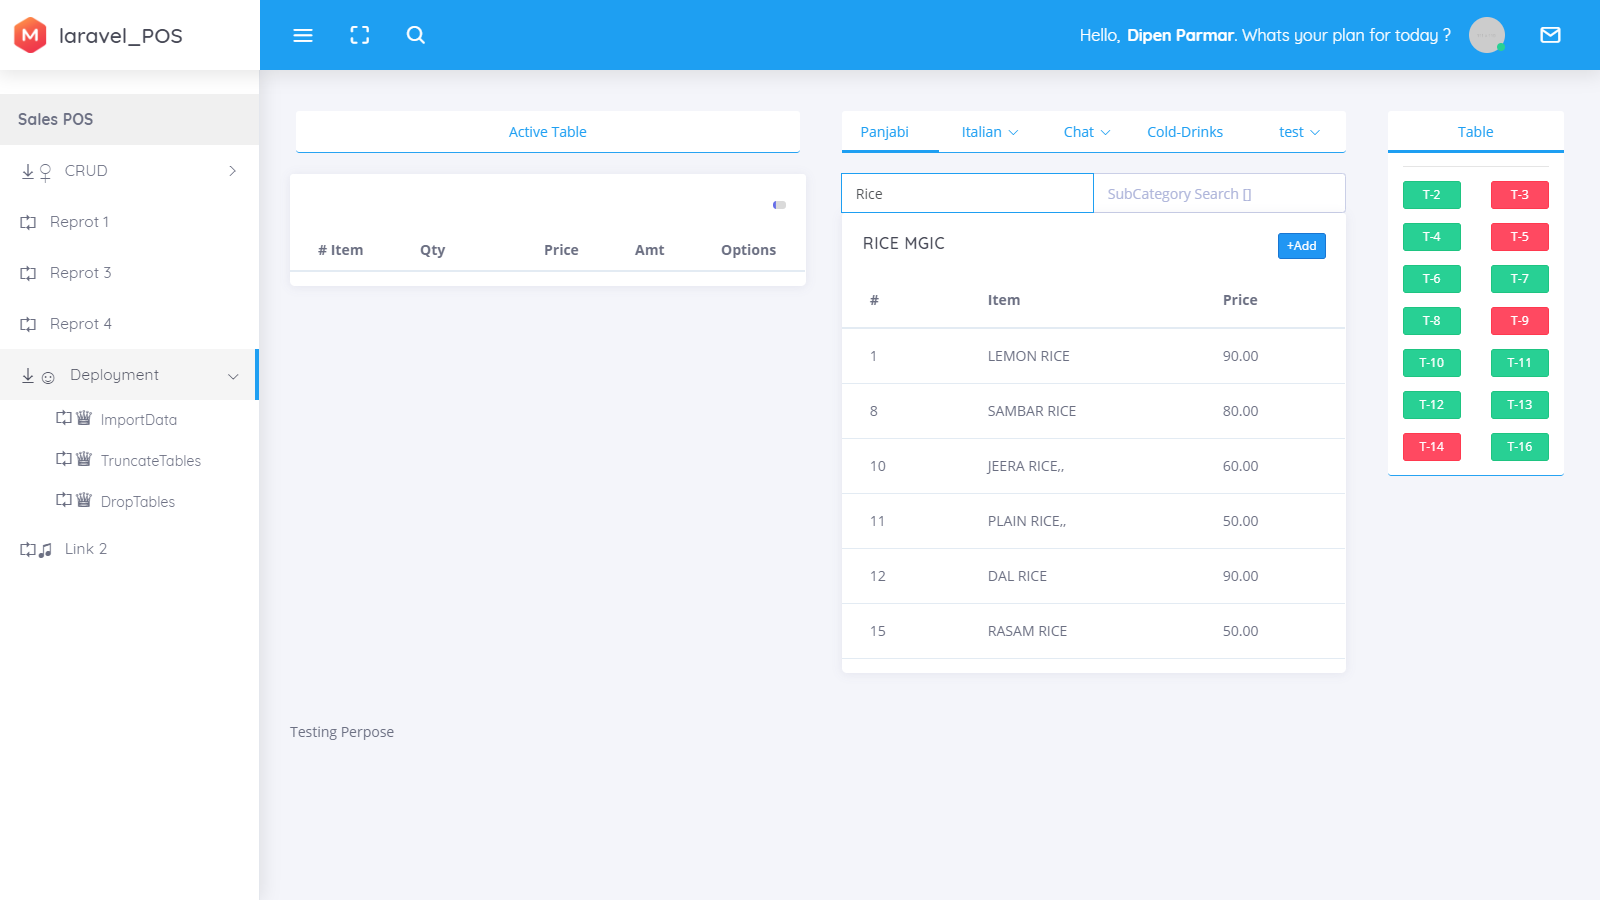 laravel_POS
Hello, Dipen Parmar. Whats your plan for today ?
Sales POS
CRUD
Reprot 1
Reprot 3
Reprot 4
Deployment
ImportData
TruncateTables
DropTables
Link 2
Active Table
# Item Qty Price Amt Options
Testing Perpose
Panjabi Italian Chat Cold-Drinks test
Rice SubCategory Search []
RICE MGIC +Add
# Item Price
1 LEMON RICE 90.00
8 SAMBAR RICE 80.00
10 JEERA RICE,, 60.00
11 PLAIN RICE,, 50.00
12 DAL RICE 90.00
15 RASAM RICE 50.00
Table
T-2 T-3
T-4 T-5
T-6 T-7
T-8 T-9
T-10 T-11
T-12 T-13
T-14 T-16